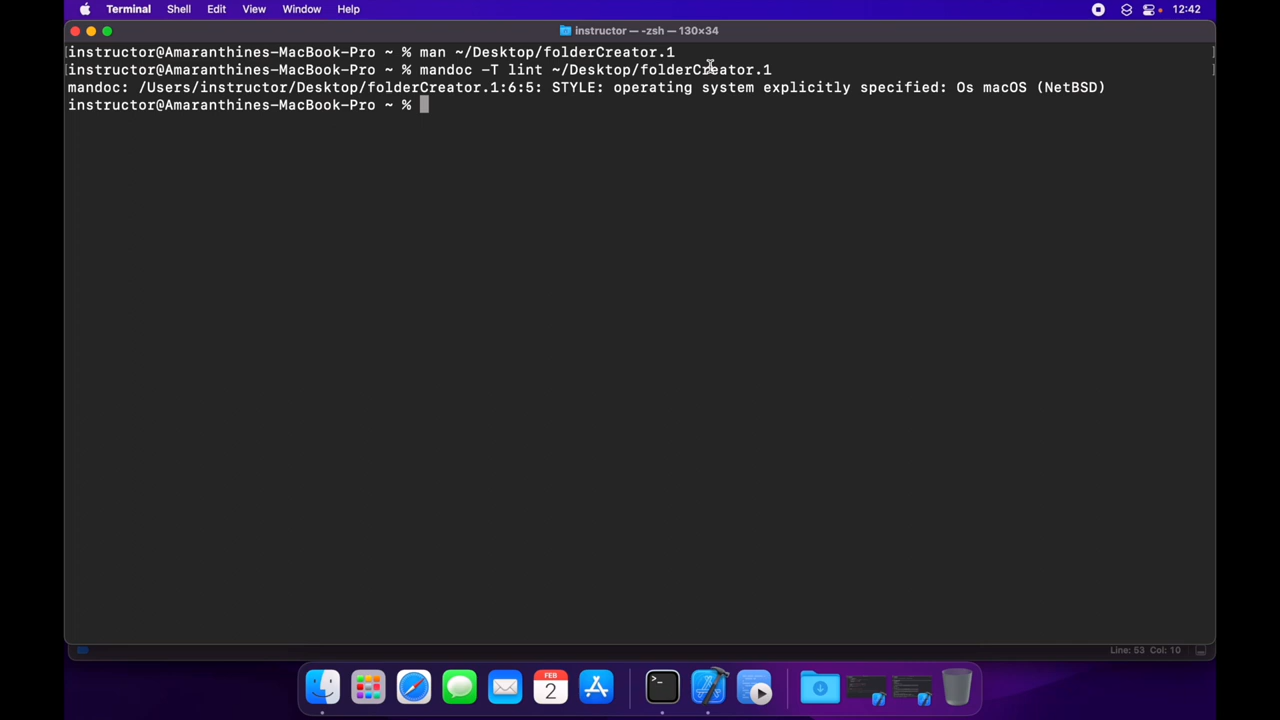 Terminal Shell Edit View Window Help 12:42
instructor — -zsh — 130×34
[instructor@Amaranthines-MacBook-Pro ~ % man ~/Desktop/folderCreator.1 ]
[instructor@Amaranthines-MacBook-Pro ~ % mandoc -T lint ~/Desktop/folderCreator.1 ]
mandoc: /Users/instructor/Desktop/folderCreator.1:6:5: STYLE: operating system explicitly specified: Os macOS (NetBSD)
instructor@Amaranthines-MacBook-Pro ~ %
Line: 53 Col: 10
FEB
2